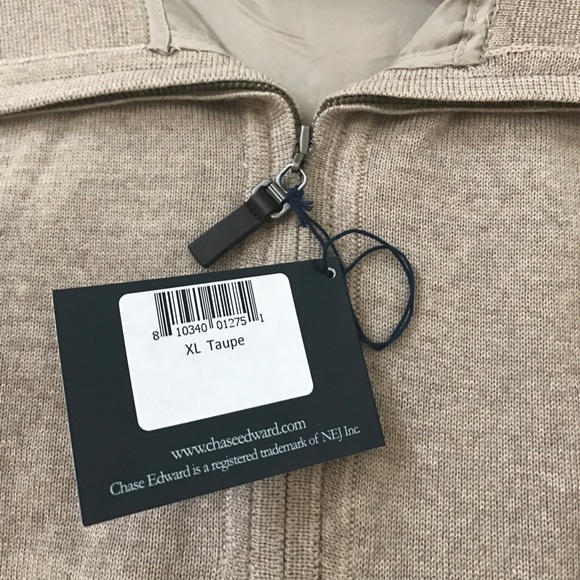 8 10340 01275 1
XL Taupe
www.chaseedward.com
Chase Edward is a registered trademark of NEJ Inc.